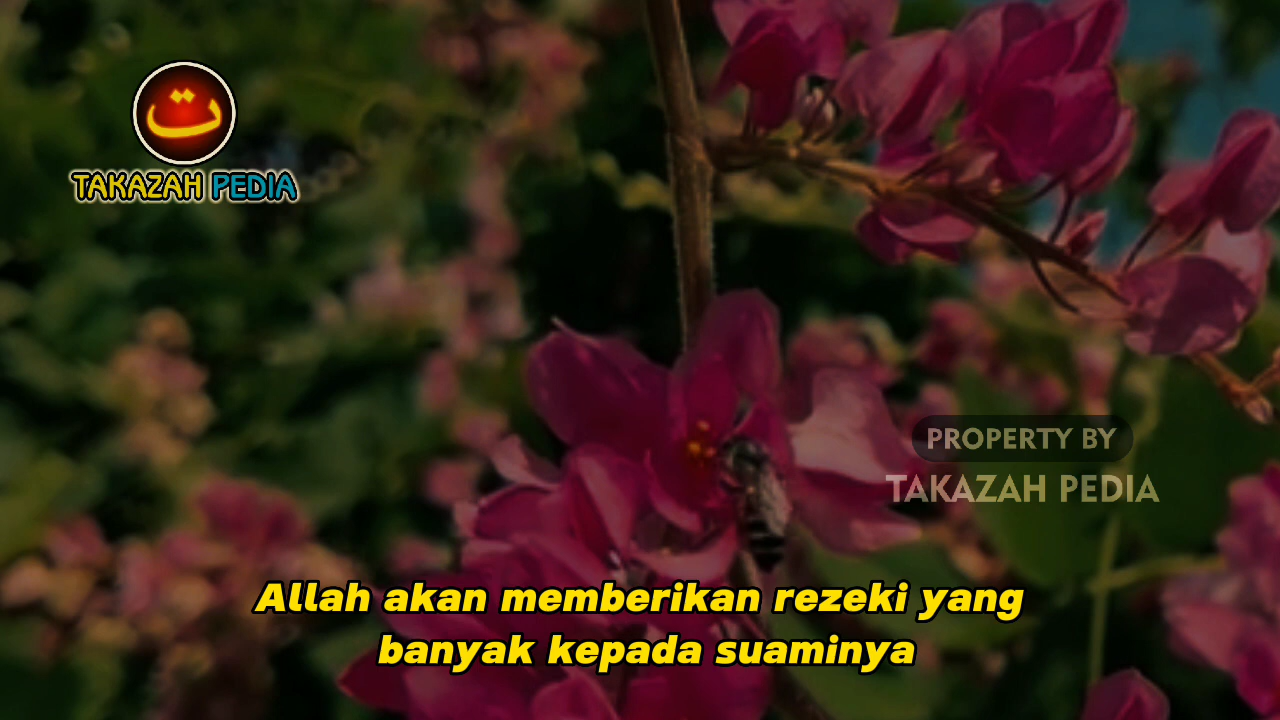 ت
TAKAZAH PEDIA
PROPERTY BY
TAKAZAH PEDIA
Allah akan memberikan rezeki yang
banyak kepada suaminya